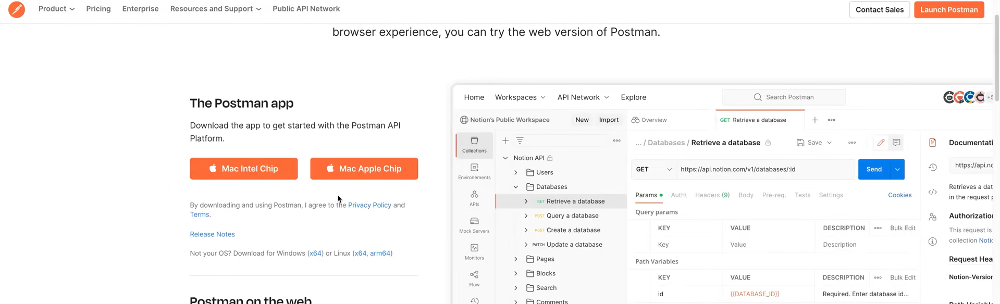 Product Pricing Enterprise Resources and Support Public API Network Contact Sales Launch Postman
browser experience, you can try the web version of Postman.
The Postman app
Download the app to get started with the Postman API
Platform.
Mac Intel Chip Mac Apple Chip
By downloading and using Postman, I agree to the Privacy Policy and
Terms.
Release Notes
Not your OS? Download for Windows (x64) or Linux (x64, arm64)
Postman on the web
Home Workspaces API Network Explore Search Postman
Notion's Public Workspace New Import Overview GET Retrieve a database
Collections
Environements
APIs
Mock Servers
Monitors
Flow
Notion API
Users
Databases
GET Retrieve a database
POST Query a database
POST Create a database
PATCH Update a database
Pages
Blocks
Search
Comments
... / Databases / Retrieve a database Save
GET https://api.notion.com/v1/databases/:id Send
Params Auth\ Headers (9) Body Pre-req. Tests Settings Cookies
Query params
KEY VALUE DESCRIPTION Bulk Edit
Key Value Description
Path Variables
KEY VALUE DESCRIPTION Bulk Edit
id {{DATABASE_ID}} Required. Enter database id...
Documentati
https://api.no
Retrieves a dat
in the request p
Authorization
This request is
collection Notio
Request Hea
Notion-Version